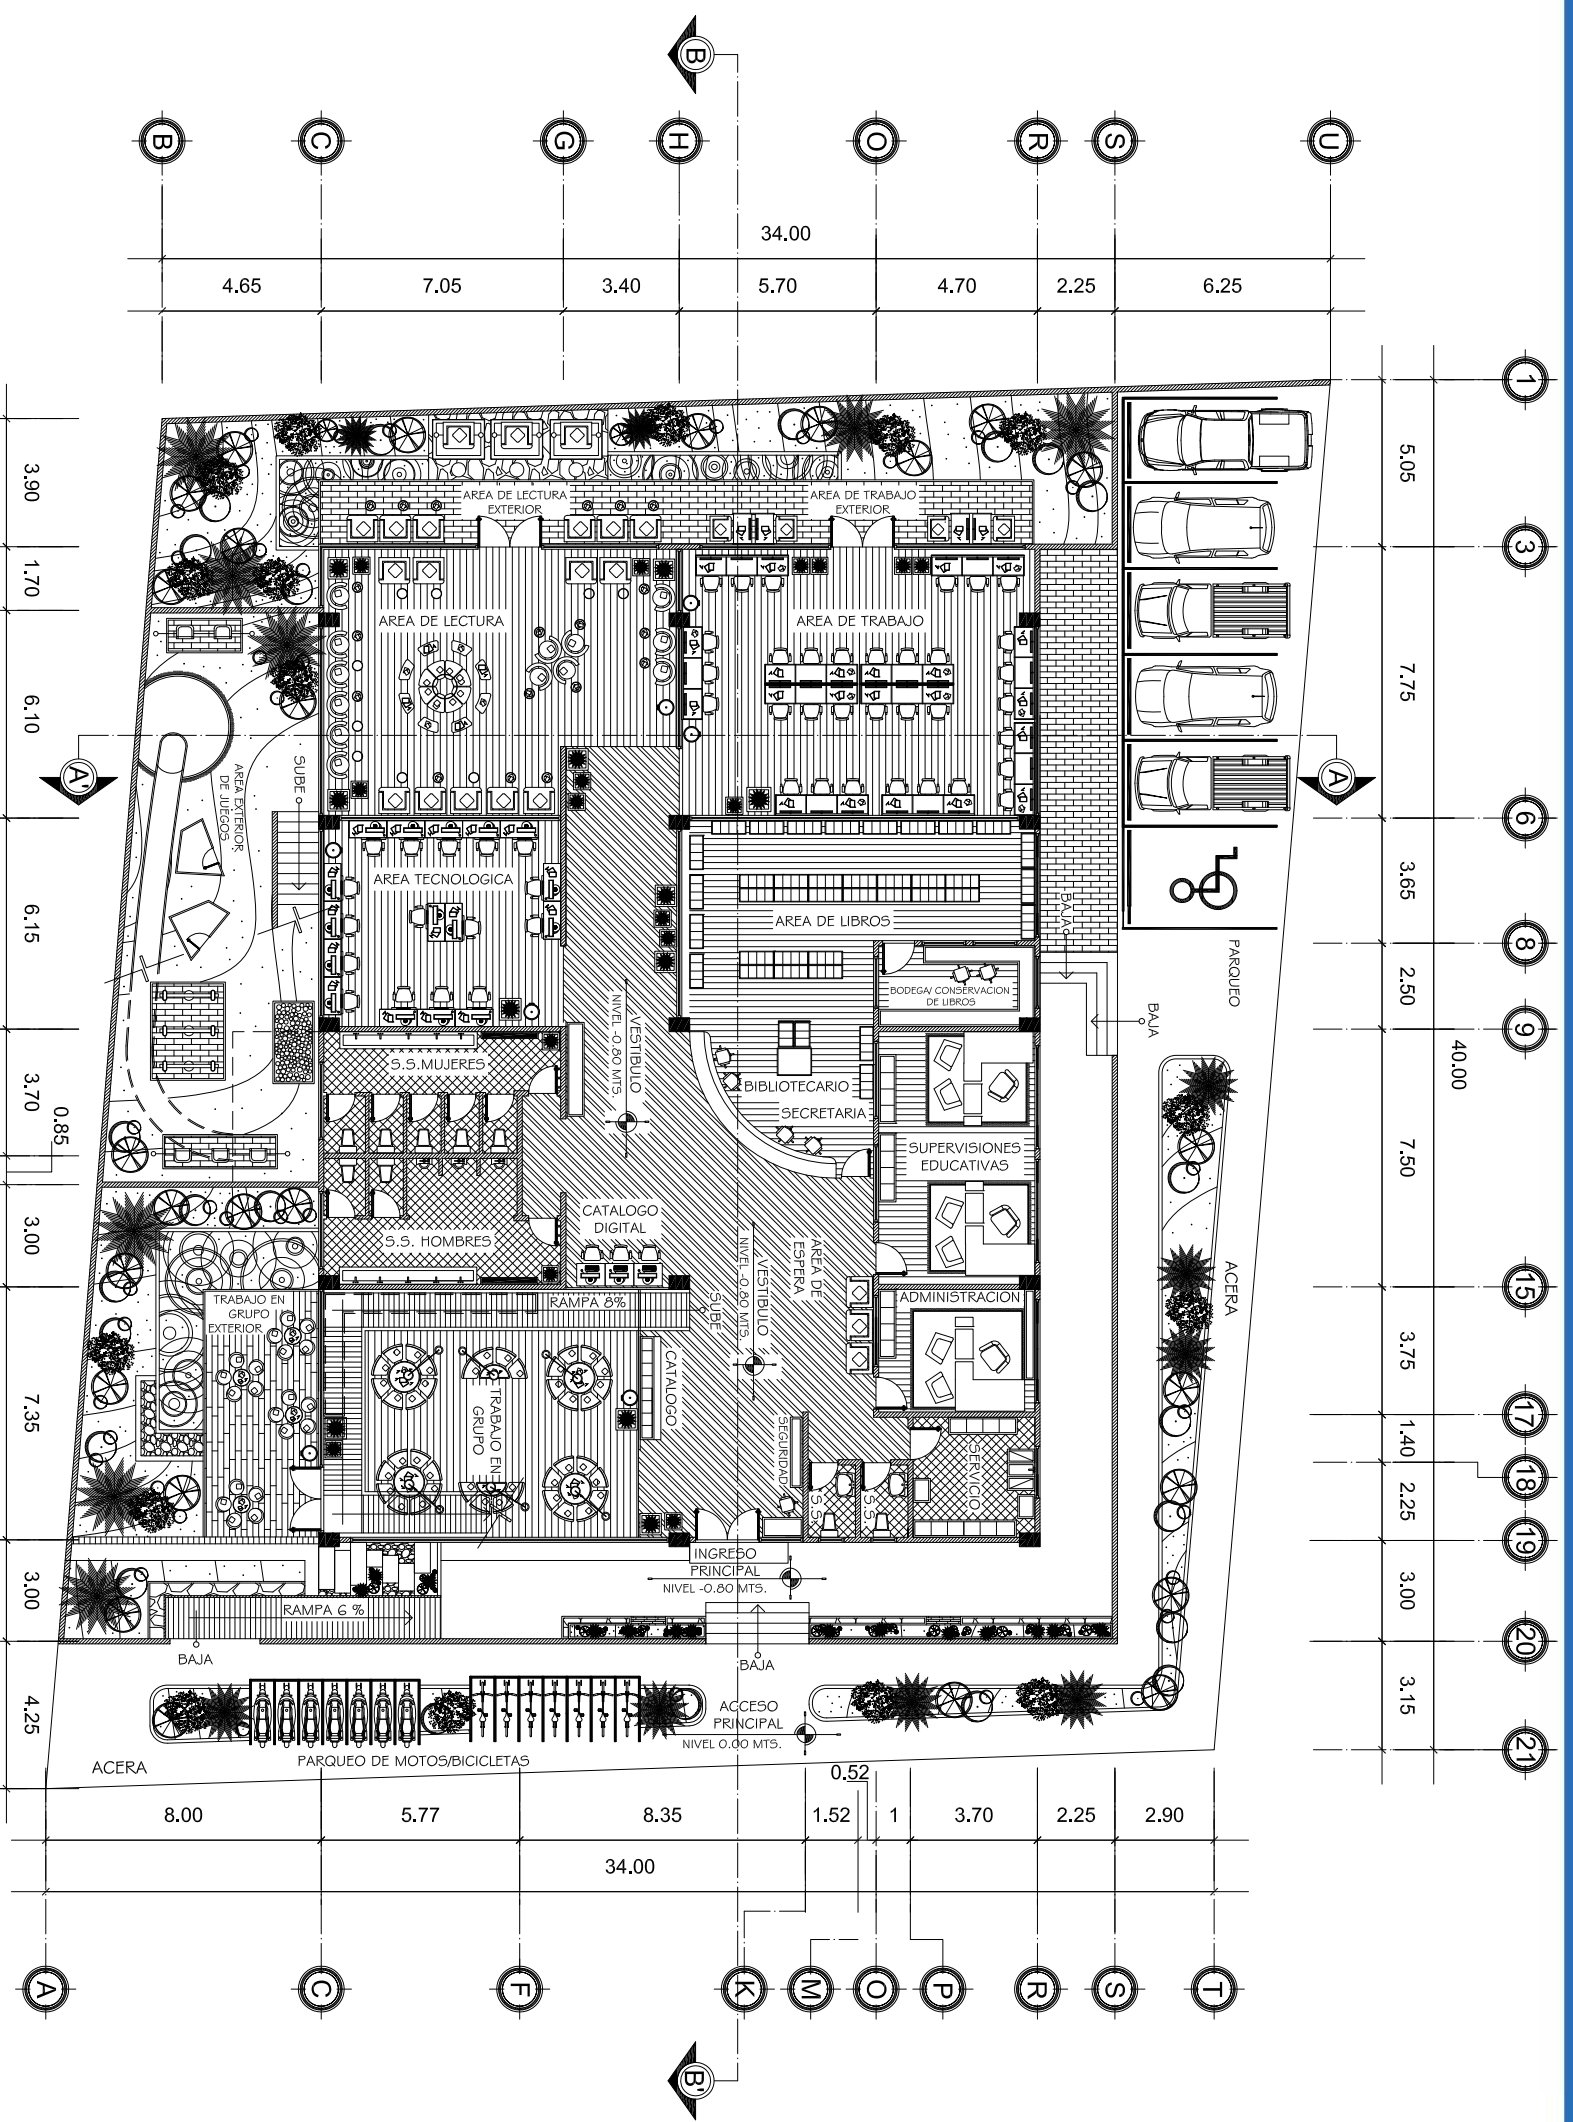 B
B
C
G
H
O
R
S
U
34.00
4.65
7.05
3.40
5.70
4.70
2.25
6.25
1
3
6
8
9
15
17
18
19
20
21
5.05
7.75
3.65
2.50
7.50
3.75
1.40
2.25
3.00
3.15
40.00
3.90
1.70
6.10
6.15
3.70
0.85
3.00
7.35
3.00
4.25
AREA DE LECTURA
EXTERIOR
AREA DE TRABAJO
EXTERIOR
AREA DE LECTURA
AREA DE TRABAJO
A'
A
SUBE
AREA EXTERIOR
DE JUEGOS
AREA TECNOLOGICA
AREA DE LIBROS
BAJA
PARQUEO
BODEGA/ CONSERVACION
DE LIBROS
VESTIBULO
NIVEL -0.80 MTS.
BAJA
S.S.MUJERES
BIBLIOTECARIO
SECRETARIA
SUPERVISIONES
EDUCATIVAS
CATALOGO
DIGITAL
S.S. HOMBRES
AREA DE
ESPERA
VESTIBULO
NIVEL -0.80 MTS.
ACERA
TRABAJO EN
GRUPO
EXTERIOR
RAMPA 8%
SUBE
ADMINISTRACION
CATALOGO
TRABAJO EN
GRUPO
SEGURIDAD
SERVICIO
S.S.
S.S.
INGRESO
PRINCIPAL
NIVEL -0.80 MTS.
RAMPA 6 %
BAJA
BAJA
ACCESO
PRINCIPAL
NIVEL 0.00 MTS.
ACERA
PARQUEO DE MOTOS/BICICLETAS
8.00
5.77
8.35
1.52
0.52
1
3.70
2.25
2.90
34.00
A
C
F
K
M
O
P
R
S
T
B'